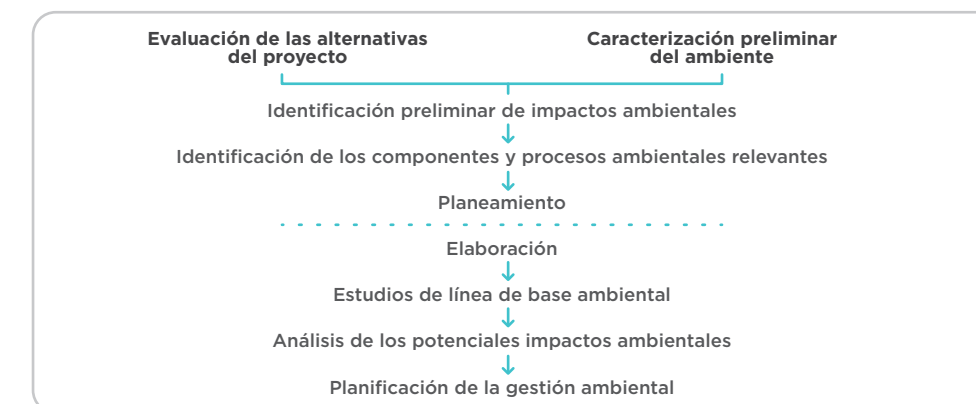 Evaluación de las alternativas
del proyecto
Caracterización preliminar
del ambiente
Identificación preliminar de impactos ambientales
Identificación de los componentes y procesos ambientales relevantes
Planeamiento
Elaboración
Estudios de línea de base ambiental
Análisis de los potenciales impactos ambientales
Planificación de la gestión ambiental